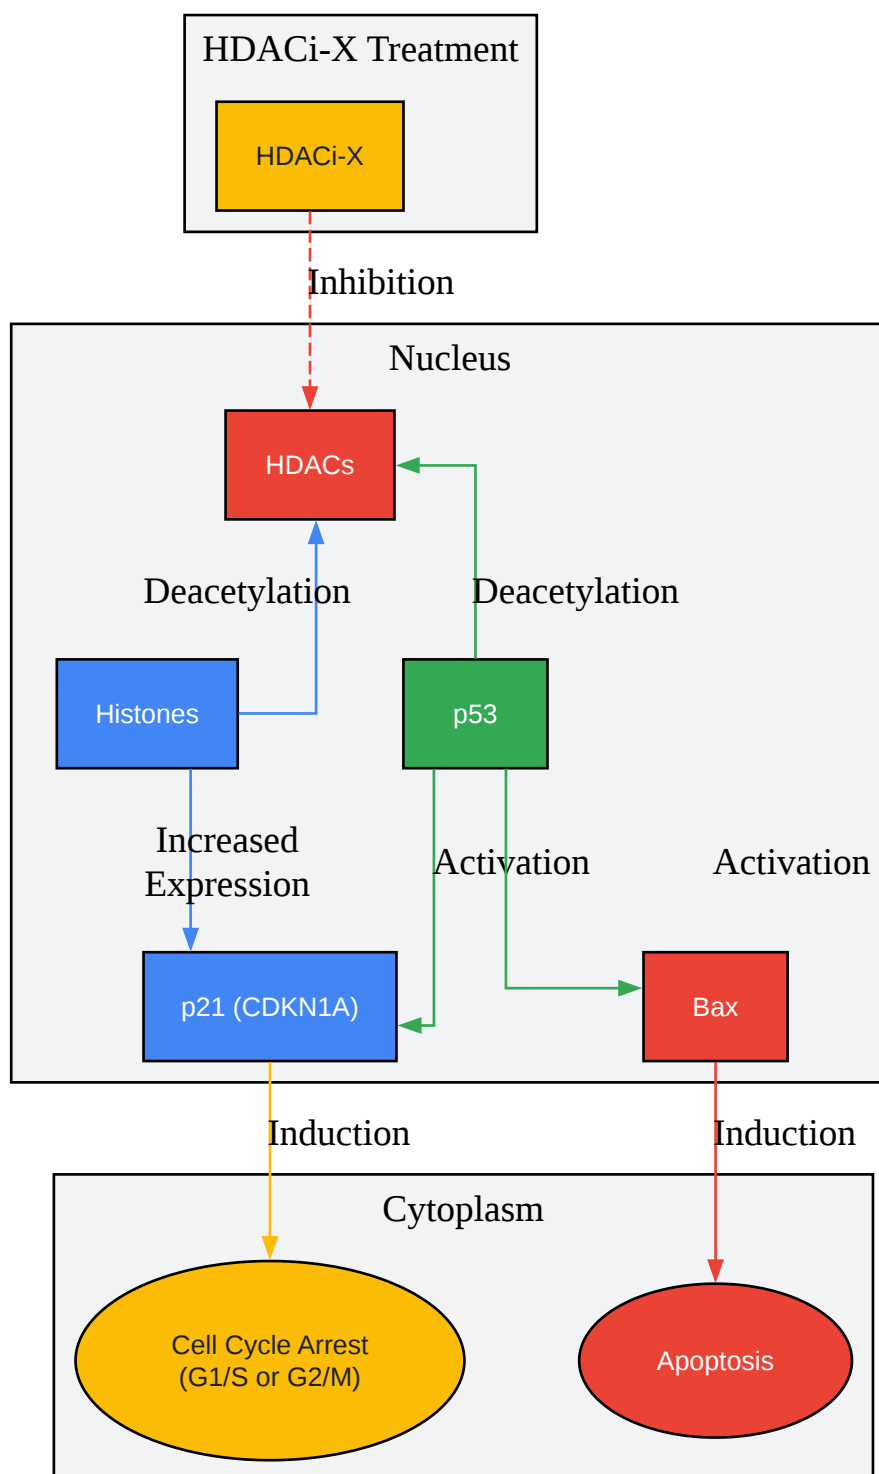 HDACi-X Treatment
HDACi-X
Inhibition
Nucleus
HDACs
Deacetylation
Deacetylation
Histones
p53
Increased
Expression
Activation
Activation
p21 (CDKN1A)
Bax
Induction
Induction
Cytoplasm
Cell Cycle Arrest
(G1/S or G2/M)
Apoptosis